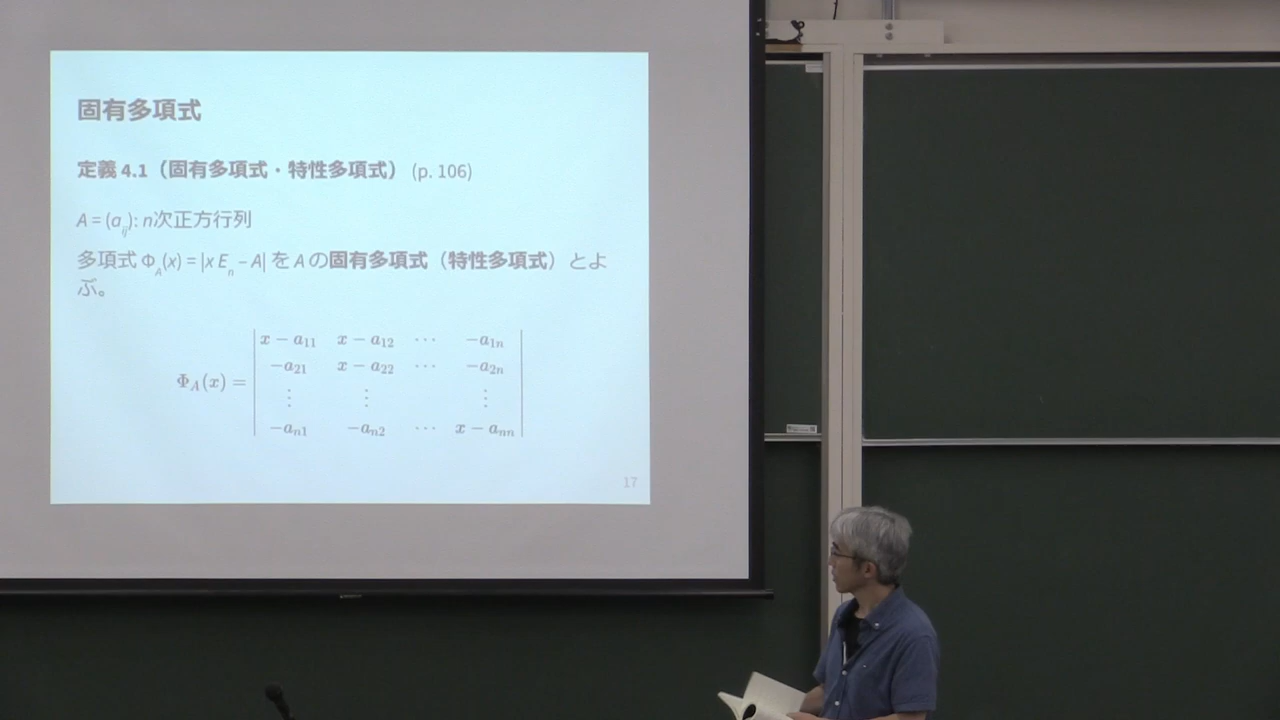 固有多項式
定義 4.1（固有多項式・特性多項式） (p. 106)
A = (a_ij): n次正方行列
多項式 Φ_A(x) = |x E_n − A| を A の固有多項式（特性多項式）とよ
ぶ。
x − a_11 x − a_12 ⋯ −a_1n
−a_21 x − a_22 ⋯ −a_2n
Φ_A(x) =
⋮ ⋮ ⋮
−a_n1 −a_n2 ⋯ x − a_nn
17